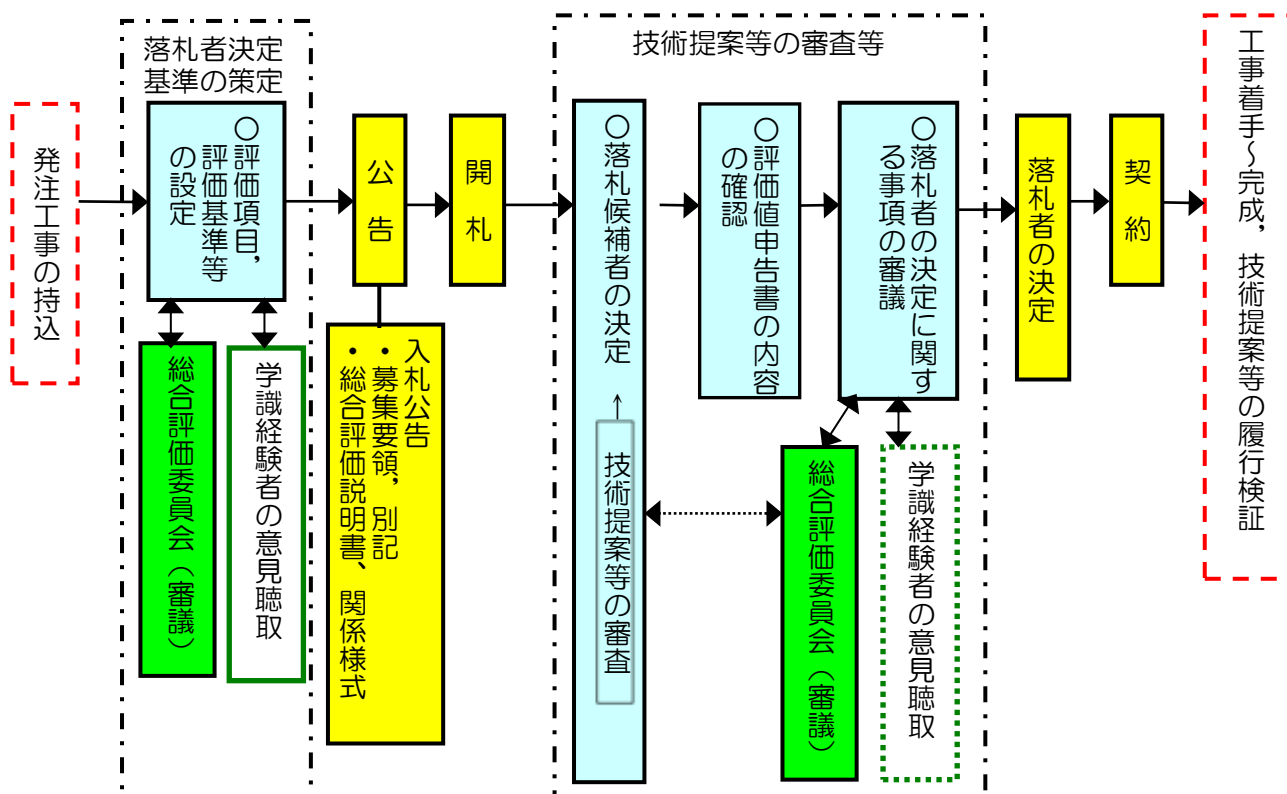 落札者決定
基準の策定
技術提案等の審査等
発注工事の持込
〇評価項目，
評価基準等
の設定
総合評価委員会（審議）
学識経験者の意見聴取
公告
入札公告
・募集要領，別記
・総合評価説明書、関係様式
開札
〇落札候補者の決定
↑
技術提案等の審査
〇評価値申告書の内容
の確認
〇落札者の決定に関す
る事項の審議
総合評価委員会（審議）
学識経験者の意見聴取
落札者の決定
契約
工事着手～完成，技術提案等の履行検証